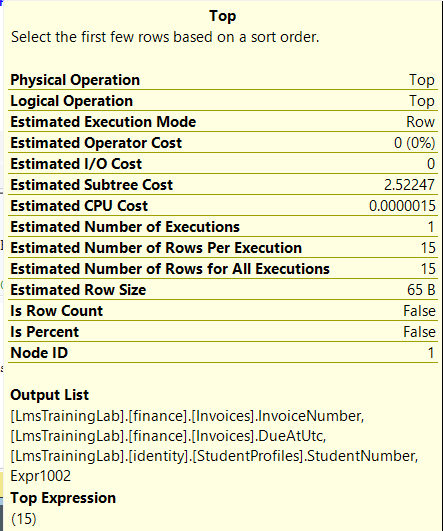 Top
Select the first few rows based on a sort order.
Physical Operation Top
Logical Operation Top
Estimated Execution Mode Row
Estimated Operator Cost 0 (0%)
Estimated I/O Cost 0
Estimated Subtree Cost 2.52247
Estimated CPU Cost 0.0000015
Estimated Number of Executions 1
Estimated Number of Rows Per Execution 15
Estimated Number of Rows for All Executions 15
Estimated Row Size 65 B
Is Row Count False
Is Percent False
Node ID 1
Output List
[LmsTrainingLab].[finance].[Invoices].InvoiceNumber,
[LmsTrainingLab].[finance].[Invoices].DueAtUtc,
[LmsTrainingLab].[identity].[StudentProfiles].StudentNumber,
Expr1002
Top Expression
(15)